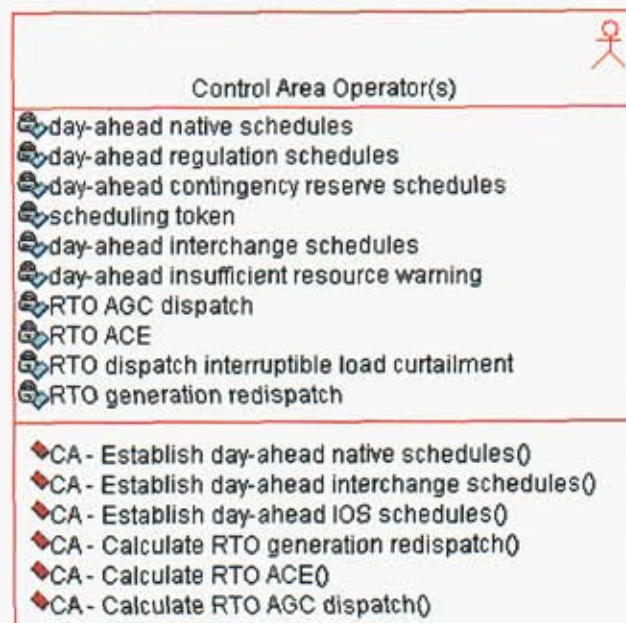 Control Area Operator(s)
day-ahead native schedules
day-ahead regulation schedules
day-ahead contingency reserve schedules
scheduling token
day-ahead interchange schedules
day-ahead insufficient resource warning
RTO AGC dispatch
RTO ACE
RTO dispatch interruptible load curtailment
RTO generation redispatch
CA - Establish day-ahead native schedules()
CA - Establish day-ahead interchange schedules()
CA - Establish day-ahead IOS schedules()
CA - Calculate RTO generation redispatch()
CA - Calculate RTO ACE()
CA - Calculate RTO AGC dispatch()